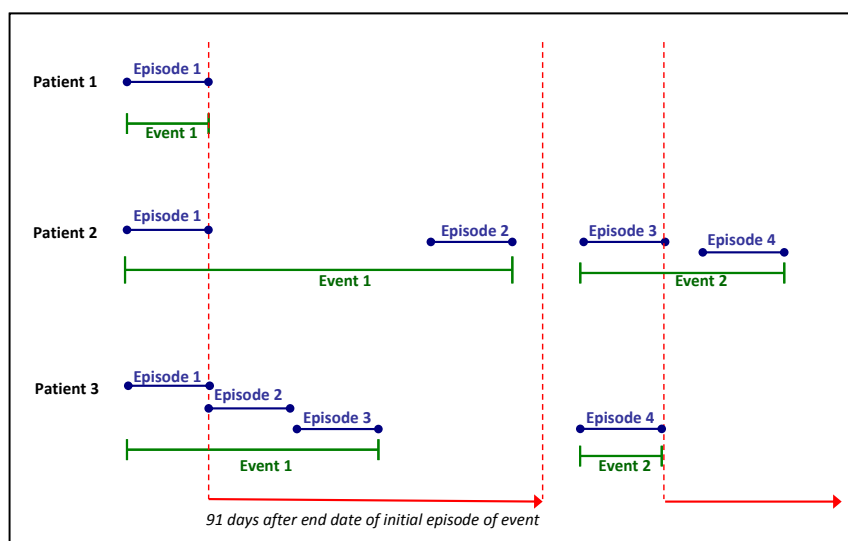 Patient 1
Episode 1
Event 1
Patient 2
Episode 1
Episode 2
Episode 3
Episode 4
Event 1
Event 2
Patient 3
Episode 1
Episode 2
Episode 3
Episode 4
Event 1
Event 2
91 days after end date of initial episode of event